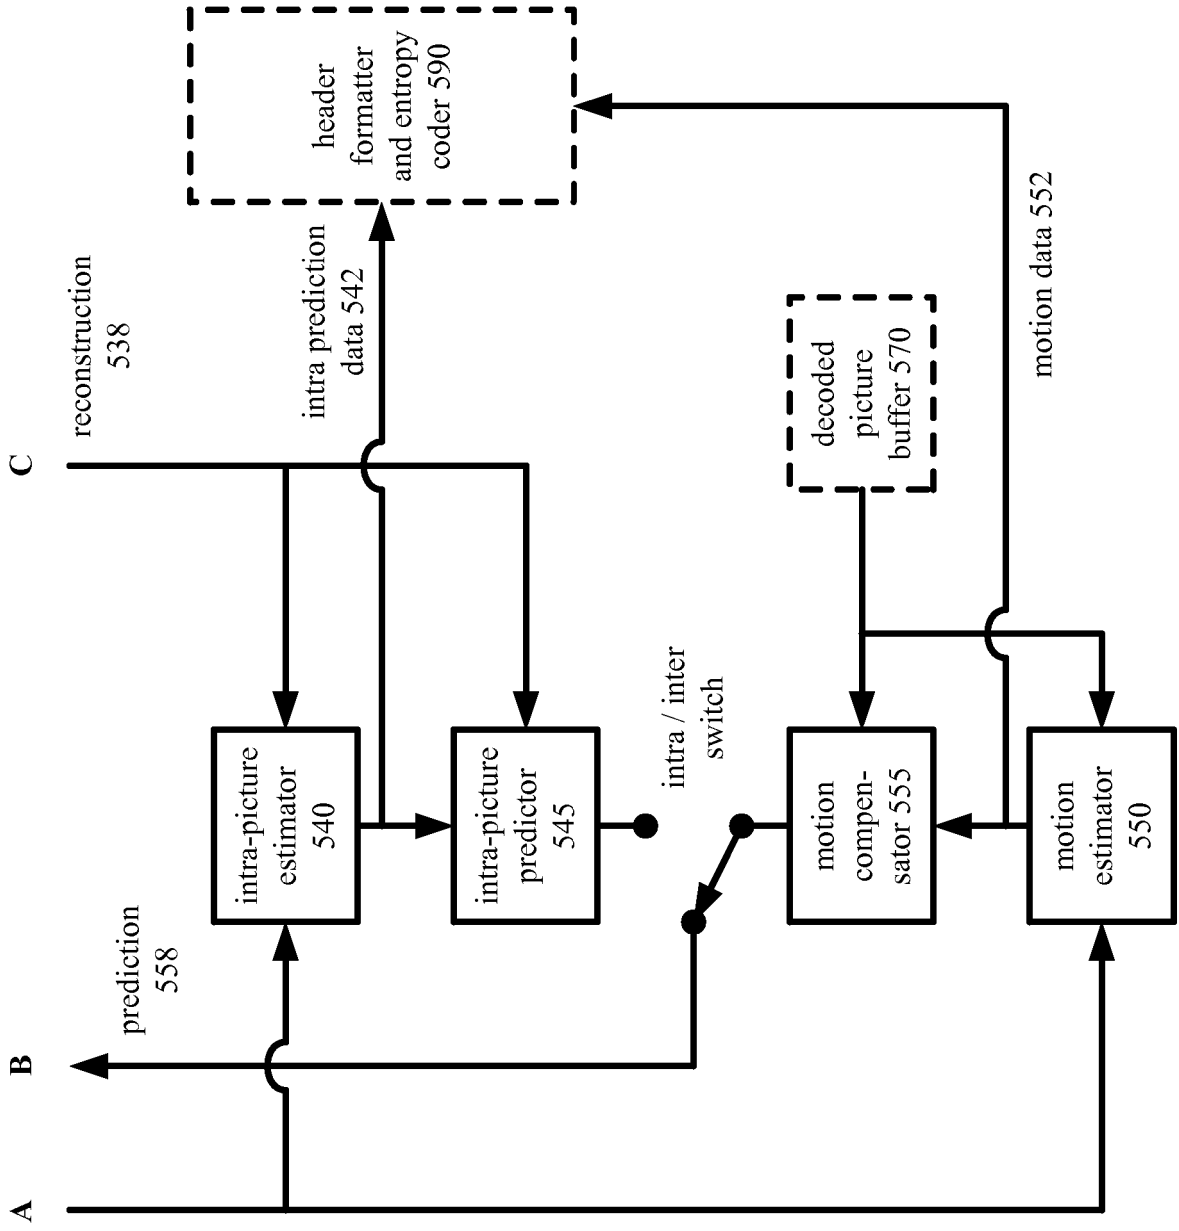 A
B
C
prediction
558
reconstruction
538
intra-picture
estimator
540
intra prediction
data 542
header
formatter
and entropy
coder 590
intra-picture
predictor
545
intra / inter
switch
motion
compen-
sator 555
decoded
picture
buffer 570
motion
estimator
550
motion data 552